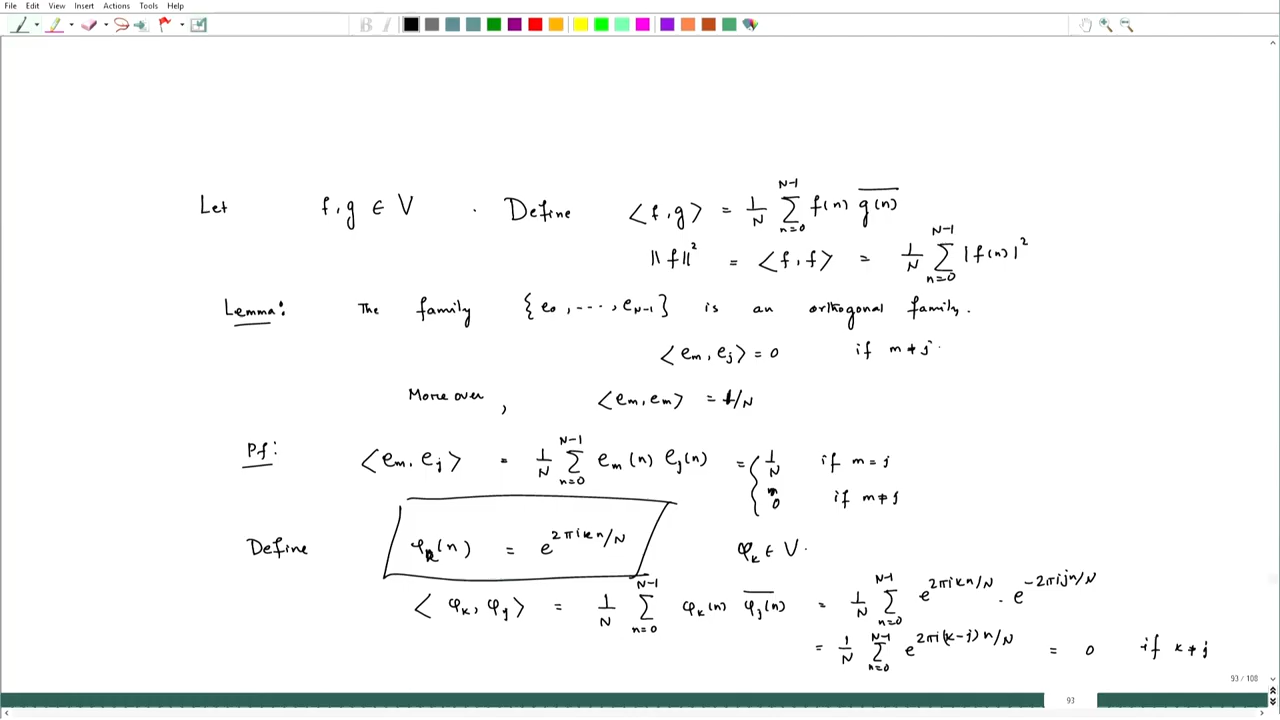 File Edit View Insert Actions Tools Help
Let f, g ∈ V . Define <f, g> = 1/N ∑_{n=0}^{N-1} f(n) \overline{g(n)}
||f||² = <f, f> = 1/N ∑_{n=0}^{N-1} |f(n)|²
Lemma: The family {e₀, ..., e_{N-1}} is an orthogonal family.
<e_m, e_j> = 0 if m ≠ j.
More over, <e_m, e_m> = 1/N
Pf: <e_m, e_j> = 1/N ∑_{n=0}^{N-1} e_m(n) e_j(n) = { 1/N if m = j
0 if m ≠ j
Define φ_k(n) = e^{2πikn/N} φ_k ∈ V.
<φ_k, φ_j> = 1/N ∑_{n=0}^{N-1} φ_k(n) \overline{φ_j(n)} = 1/N ∑_{n=0}^{N-1} e^{2πikn/N} . e^{-2πijn/N}
= 1/N ∑_{n=0}^{N-1} e^{2πi(k-j)n/N} = 0 if k ≠ j
93 / 108
93